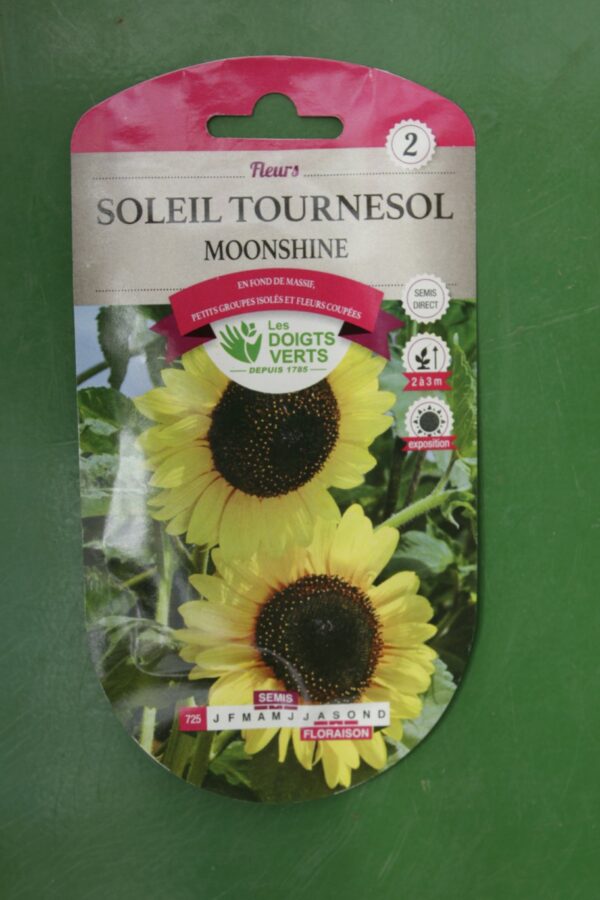 2
Fleurs
SOLEIL TOURNESOL
MOONSHINE
EN FOND DE MASSIF,
PETITS GROUPES ISOLÉS ET FLEURS COUPÉES
SEMIS
DIRECT
Les
DOIGTS
VERTS
DEPUIS 1785
2 à 3 m
exposition
SEMIS
725 J F M A M J J A S O N D
FLORAISON